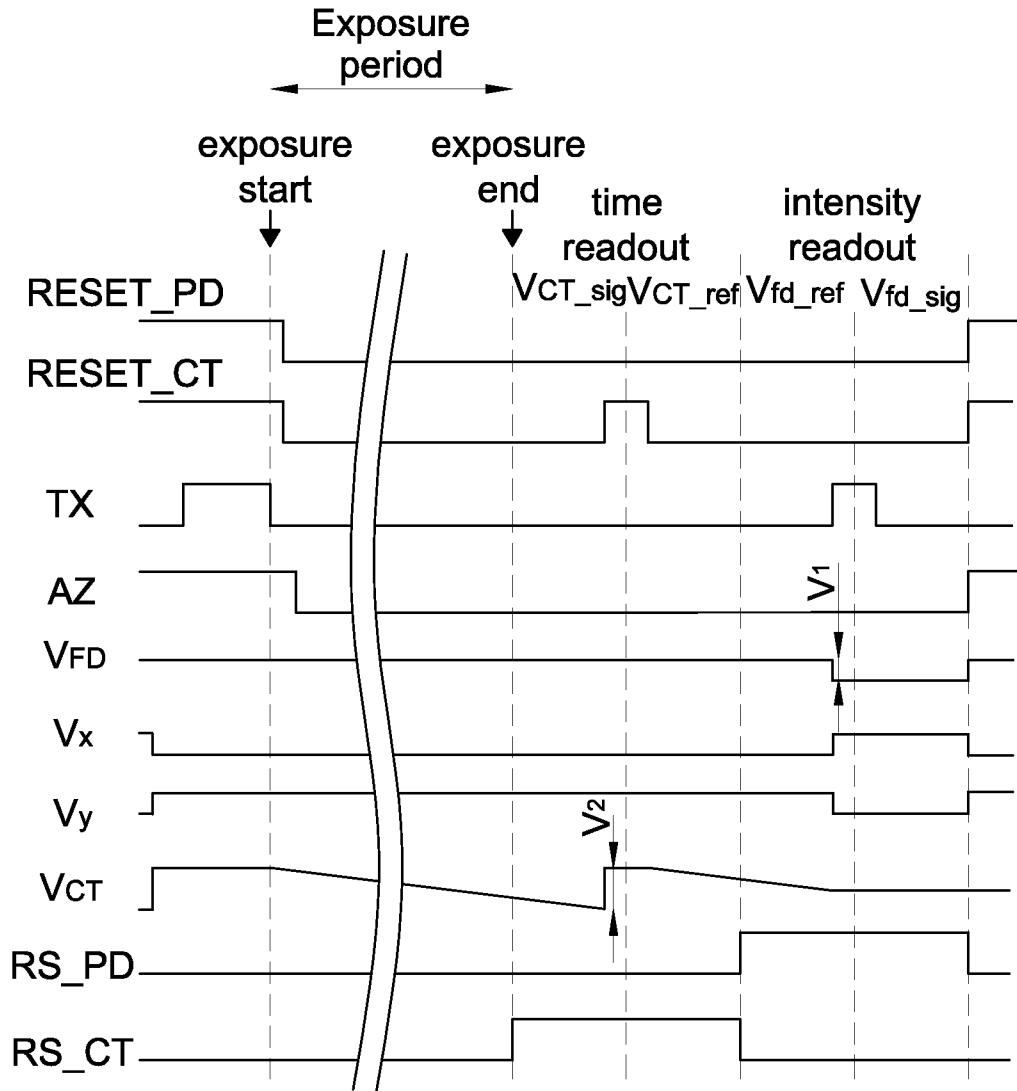 Exposure
period
exposure
start
exposure
end
time
readout
intensity
readout
VCT_sig
VCT_ref
Vfd_ref
Vfd_sig
RESET_PD
RESET_CT
TX
AZ
V1
VFD
Vx
Vy
V2
VCT
RS_PD
RS_CT